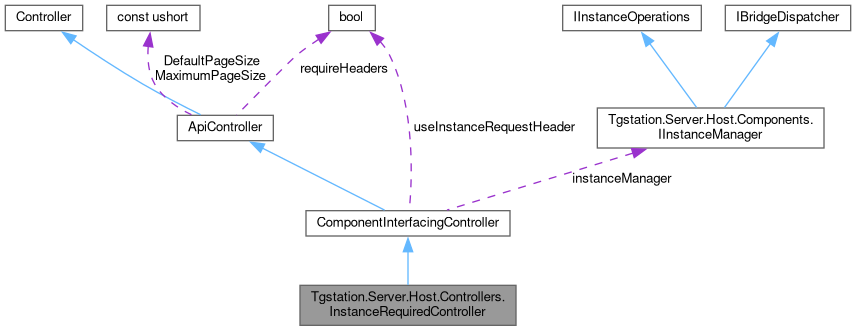 Controller
const ushort
bool
IInstanceOperations
IBridgeDispatcher
DefaultPageSize
MaximumPageSize
requireHeaders
ApiController
useInstanceRequestHeader
Tgstation.Server.Host.Components.
IInstanceManager
instanceManager
ComponentInterfacingController
Tgstation.Server.Host.Controllers.
InstanceRequiredController